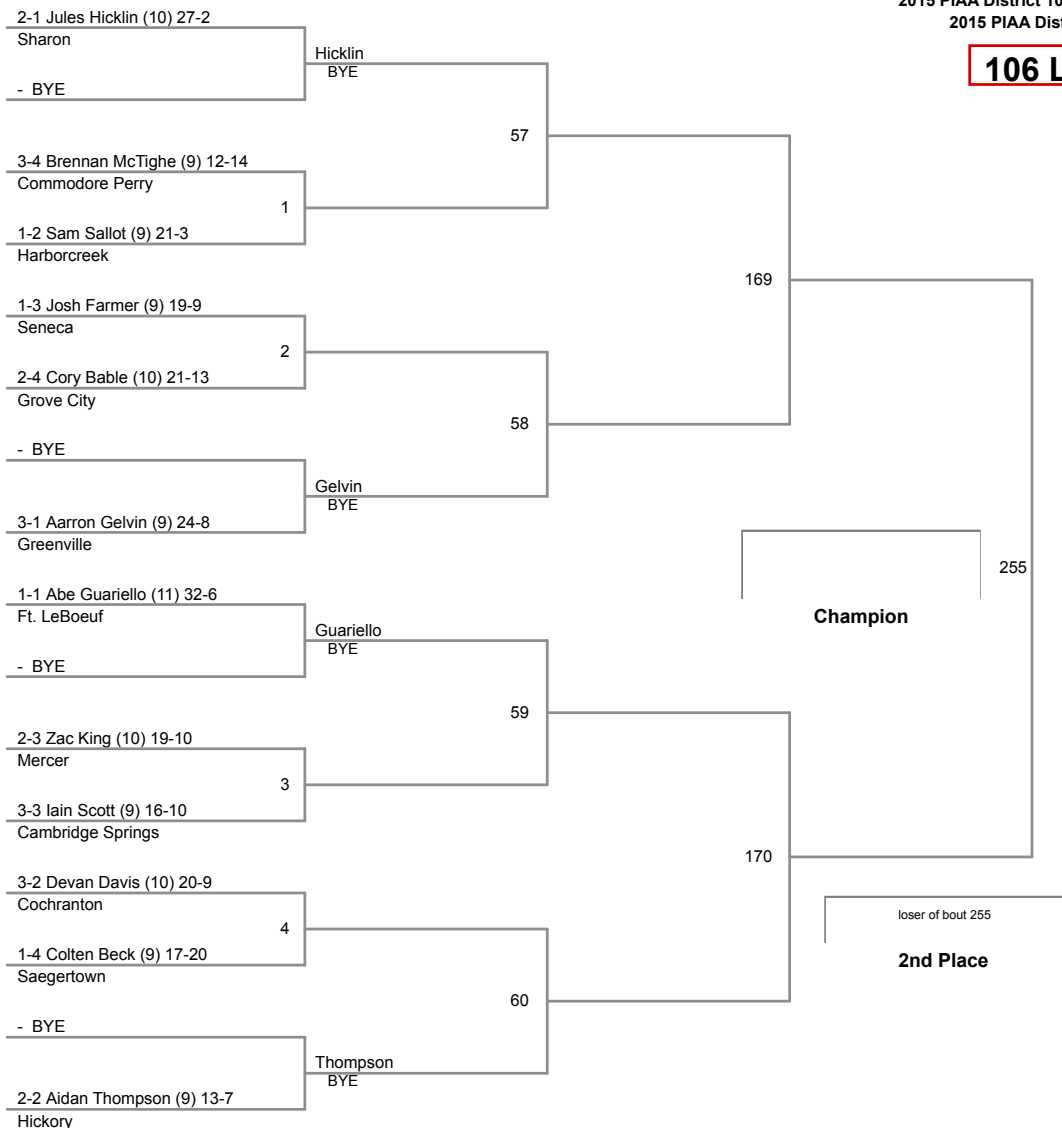 2015 PIAA District 10
2015 PIAA Dist
106 L
2-1 Jules Hicklin (10) 27-2
Sharon
Hicklin
BYE
- BYE
57
3-4 Brennan McTighe (9) 12-14
Commodore Perry
1
1-2 Sam Sallot (9) 21-3
Harborcreek
169
1-3 Josh Farmer (9) 19-9
Seneca
2
2-4 Cory Bable (10) 21-13
Grove City
58
- BYE
Gelvin
BYE
3-1 Aarron Gelvin (9) 24-8
Greenville
255
Champion
1-1 Abe Guariello (11) 32-6
Ft. LeBoeuf
Guariello
BYE
- BYE
59
2-3 Zac King (10) 19-10
Mercer
3
3-3 Iain Scott (9) 16-10
Cambridge Springs
170
3-2 Devan Davis (10) 20-9
Cochranton
4
1-4 Colten Beck (9) 17-20
Saegertown
loser of bout 255
2nd Place
60
- BYE
Thompson
BYE
2-2 Aidan Thompson (9) 13-7
Hickory